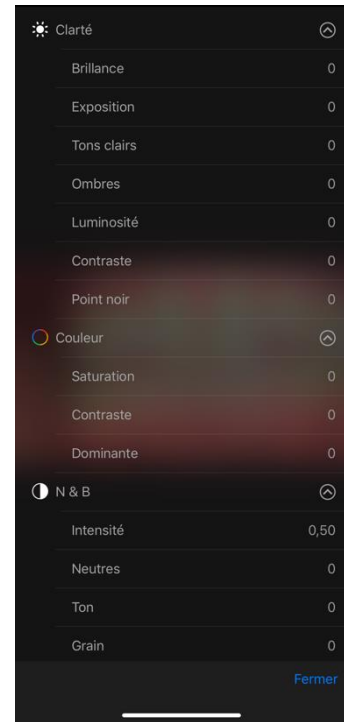 Clarté
Brillance 0
Exposition 0
Tons clairs 0
Ombres 0
Luminosité 0
Contraste 0
Point noir 0
Couleur
Saturation 0
Contraste 0
Dominante 0
N & B
Intensité 0,50
Neutres 0
Ton 0
Grain 0
Fermer